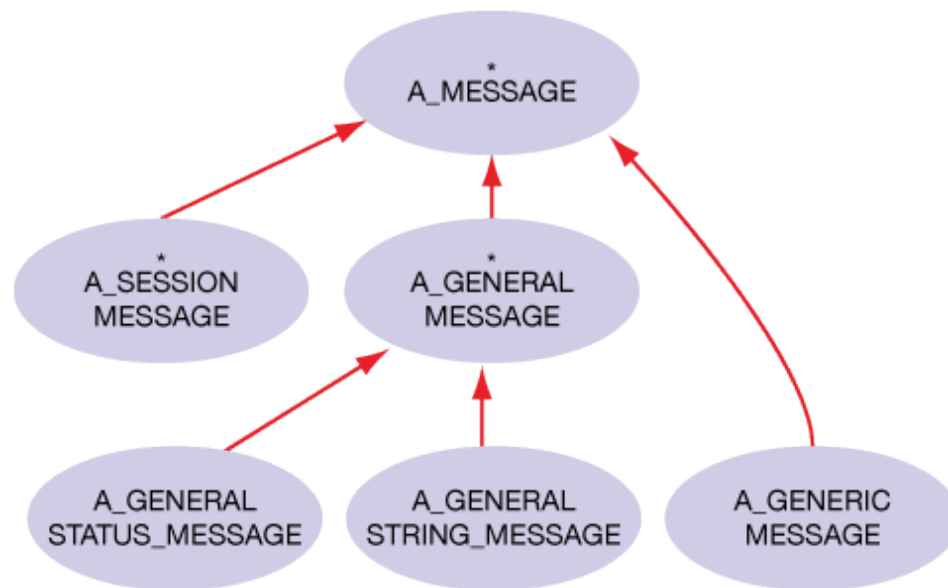 *
A_MESSAGE
*
A_SESSION
MESSAGE
*
A_GENERAL
MESSAGE
A_GENERAL
STATUS_MESSAGE
A_GENERAL
STRING_MESSAGE
A_GENERIC
MESSAGE